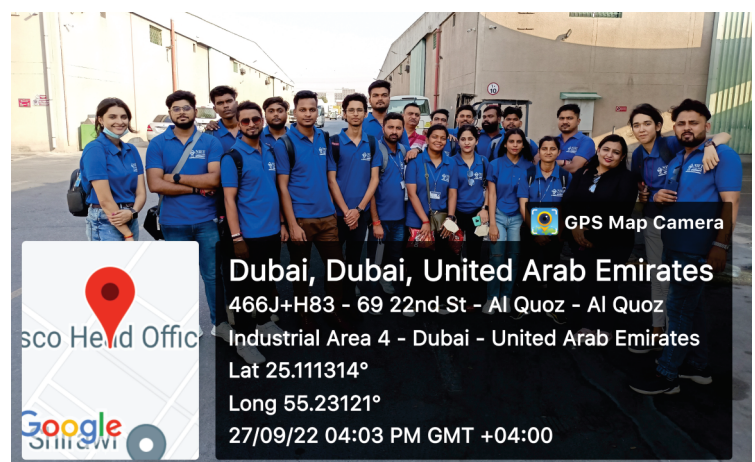 10
GPS Map Camera
Dubai, Dubai, United Arab Emirates
466J+H83 - 69 22nd St - Al Quoz - Al Quoz
Industrial Area 4 - Dubai - United Arab Emirates
Lat 25.111314°
Long 55.23121°
27/09/22 04:03 PM GMT +04:00
sco Head Offic
Google
Shirawi